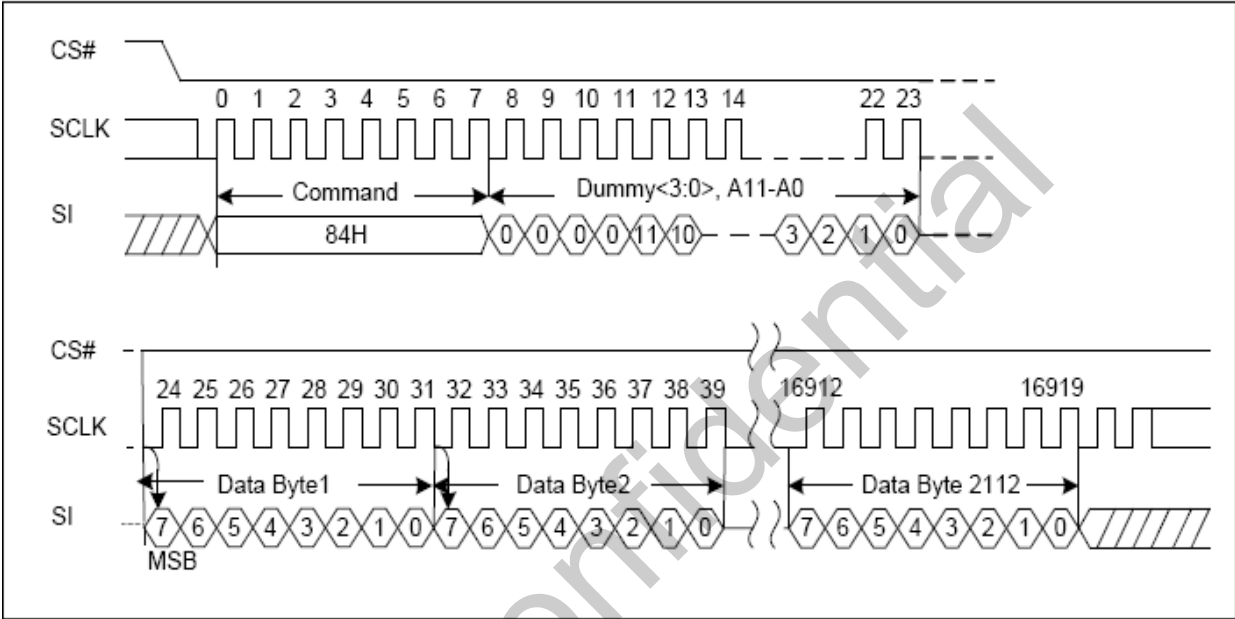 CS#
0 1 2 3 4 5 6 7 8 9 10 11 12 13 14 22 23
SCLK
Command Dummy<3:0>, A11-A0
SI
84H 0 0 0 0 11 10 3 2 1 0
CS#
24 25 26 27 28 29 30 31 32 33 34 35 36 37 38 39 16912 16919
SCLK
Data Byte1 Data Byte2 Data Byte 2112
SI
7 6 5 4 3 2 1 0 7 6 5 4 3 2 1 0 7 6 5 4 3 2 1 0
MSB
onfidential